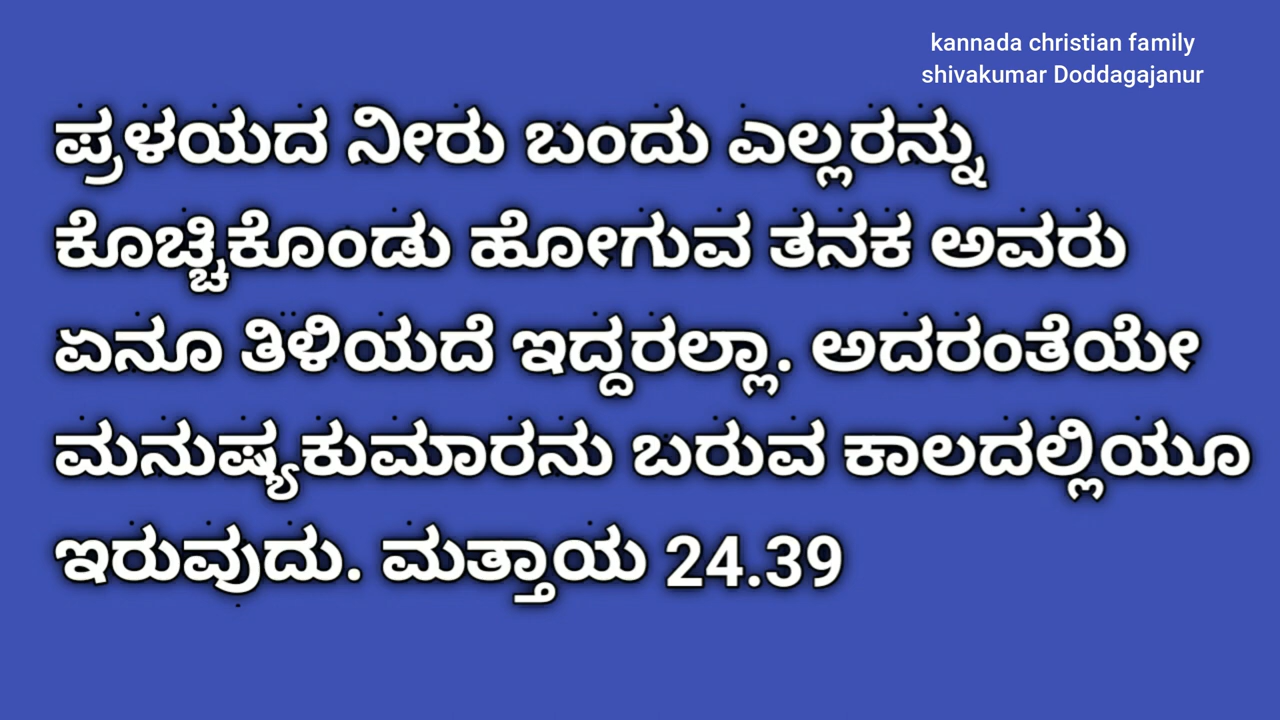 kannada christian family
shivakumar Doddagajanur
ಪ್ರಳಯದ ನೀರು ಬಂದು ಎಲ್ಲರನ್ನು
ಕೊಚ್ಚಿಕೊಂಡು ಹೋಗುವ ತನಕ ಅವರು
ಏನೂ ತಿಳಿಯದೆ ಇದ್ದರಲ್ಲಾ. ಅದರಂತೆಯೇ
ಮನುಷ್ಯಕುಮಾರನು ಬರುವ ಕಾಲದಲ್ಲಿಯೂ
ಇರುವುದು. ಮತ್ತಾಯ 24.39